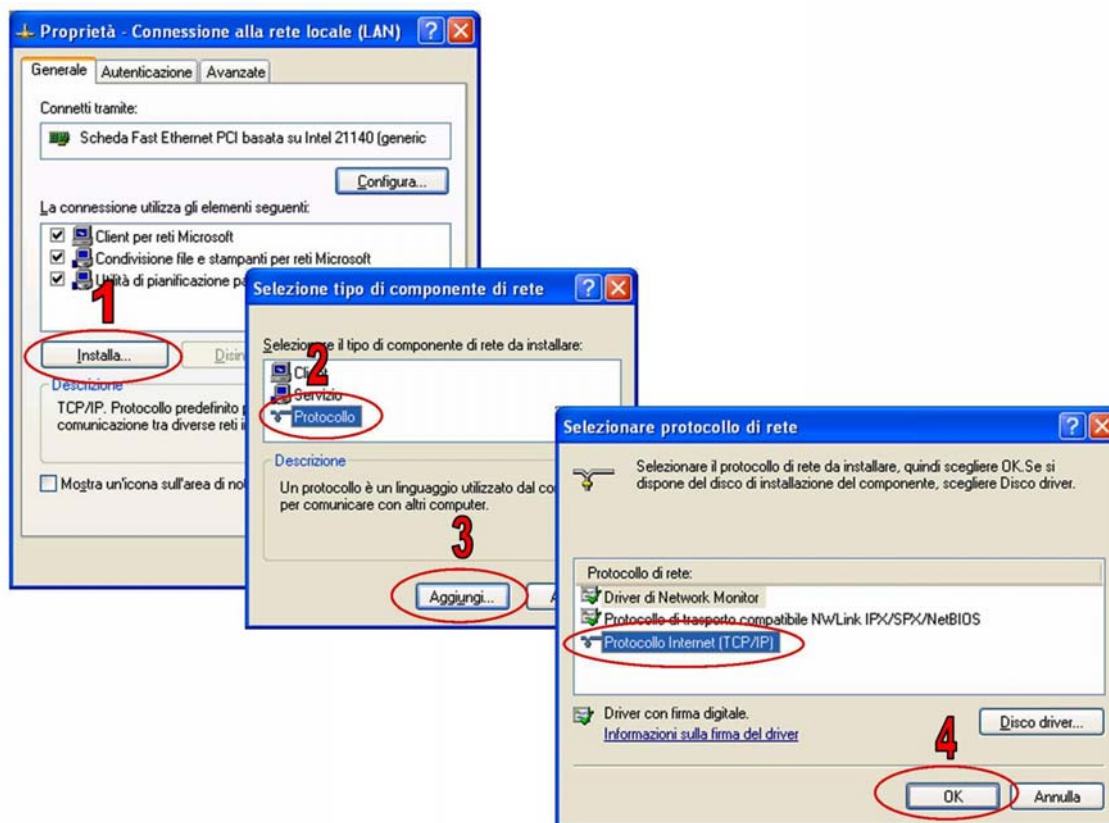 Proprietà - Connessione alla rete locale (LAN)
Generale
Autenticazione
Avanzate
Connetti tramite:
Scheda Fast Ethernet PCI basata su Intel 21140 (generic
Configura...
La connessione utilizza gli elementi seguenti:
Client per reti Microsoft
Condivisione file e stampanti per reti Microsoft
Utilità di pianificazione
1
Installa...
Descrizione
TCP/IP. Protocollo predefinito
comunicazione tra diverse reti
Mostra un'icona sull'area di
Selezione tipo di componente di rete
Selezionare il tipo di componente di rete da installare:
2
Client
Servizio
Protocollo
Descrizione
Un protocollo è un linguaggio utilizzato dal
per comunicare con altri computer.
3
Aggiungi...
Selezionare protocollo di rete
Selezionare il protocollo di rete da installare, quindi scegliere OK.Se si
dispone del disco di installazione del componente, scegliere Disco driver.
Protocollo di rete:
Driver di Network Monitor
Protocollo di trasporto compatibile NWLink IPX/SPX/NetBIOS
Protocollo Internet (TCP/IP)
Driver con firma digitale.
Informazioni sulla firma del driver
Disco driver...
4
OK
Annulla